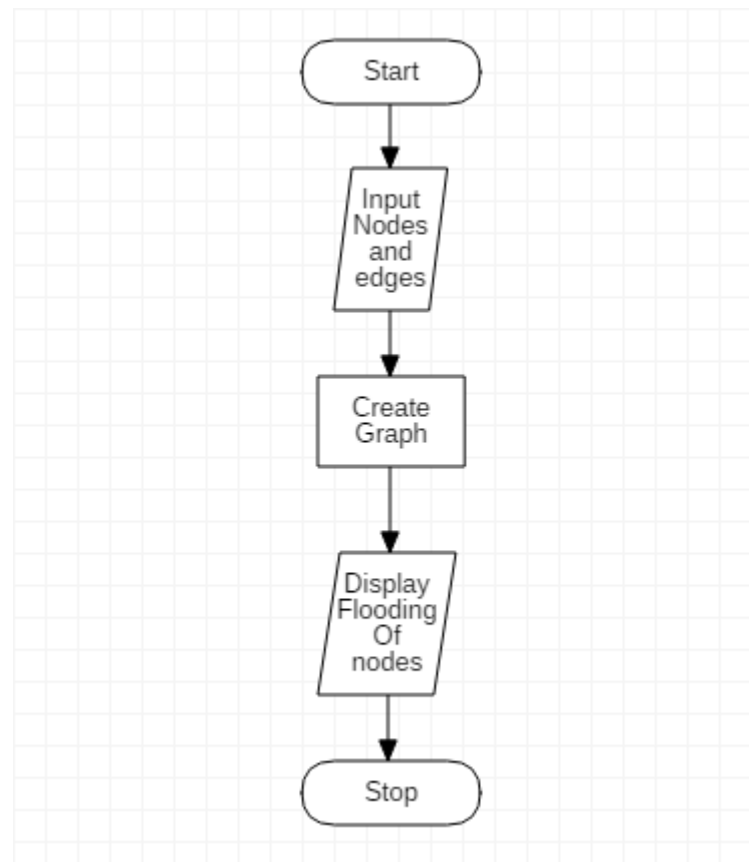 Start
Input
Nodes
and
edges
Create
Graph
Display
Flooding
Of
nodes
Stop